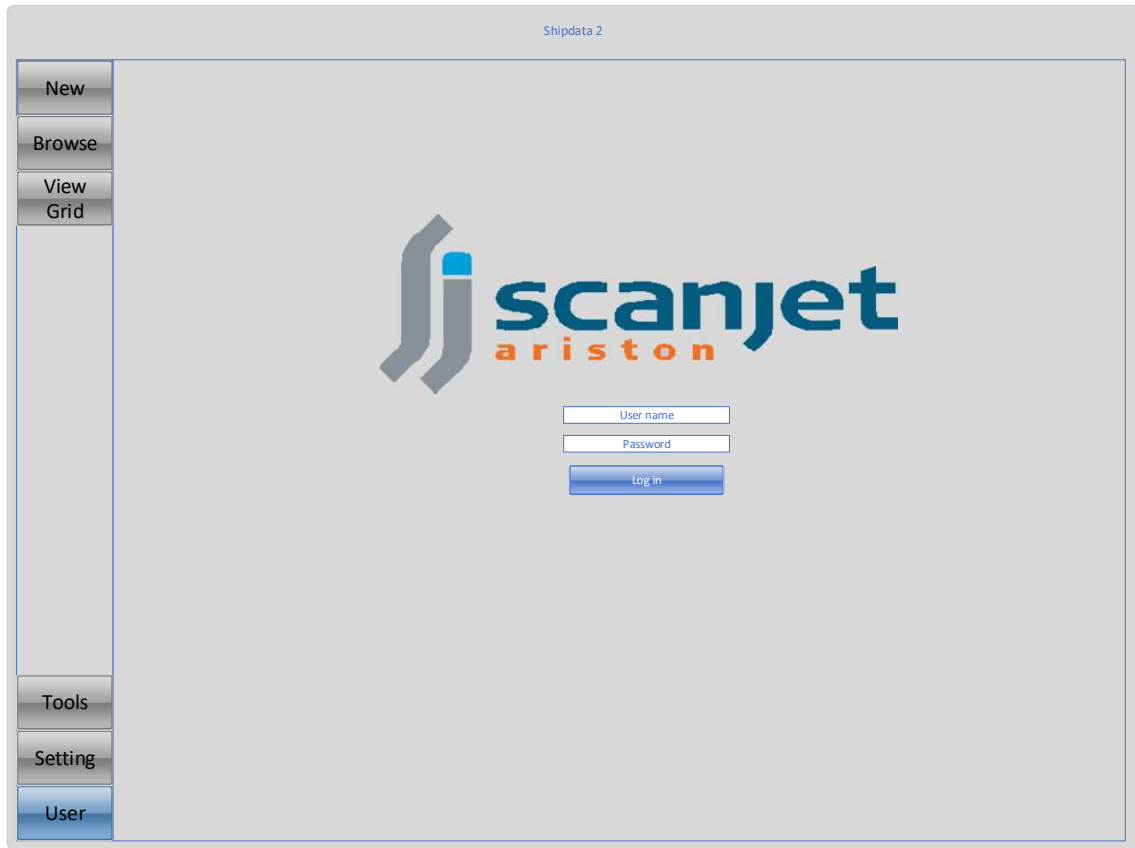 Shipdata 2
New
Browse
View
Grid
scanjet
ariston
User name
Password
Log in
Tools
Setting
User